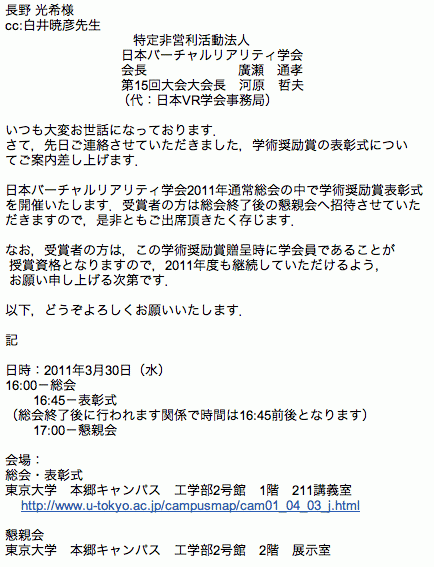 長野 光希様
cc:白井暁彦先生
特定非営利活動法人
日本バーチャルリアリティ学会
会長　　　　　　　廣瀬　通孝
第15回大会大会長　河原　哲夫
（代：日本VR学会事務局）
いつも大変お世話になっております．
さて，先日ご連絡させていただきました，学術奨励賞の表彰式につい
てご案内差し上げます．
日本バーチャルリアリティ学会2011年通常総会の中で学術奨励賞表彰式
を開催いたします．受賞者の方は総会終了後の懇親会へ招待させていた
だきますので，是非ともご出席頂きたく存じます．
なお，受賞者の方は，この学術奨励賞贈呈時に学会員であることが
受賞資格となりますので，2011年度も継続していただけるよう，
お願い申し上げる次第です．
以下，どうぞよろしくお願いいたします．
記
日時：2011年3月30日（水）
16:00－総会
16:45－表彰式
（総会終了後に行われます関係で時間は16:45前後となります）
17:00－懇親会
会場：
総会・表彰式
東京大学　本郷キャンパス　工学部2号館　1階　211講義室
http://www.u-tokyo.ac.jp/campusmap/cam01_04_03_j.html
懇親会
東京大学　本郷キャンパス　工学部2号館　2階　展示室